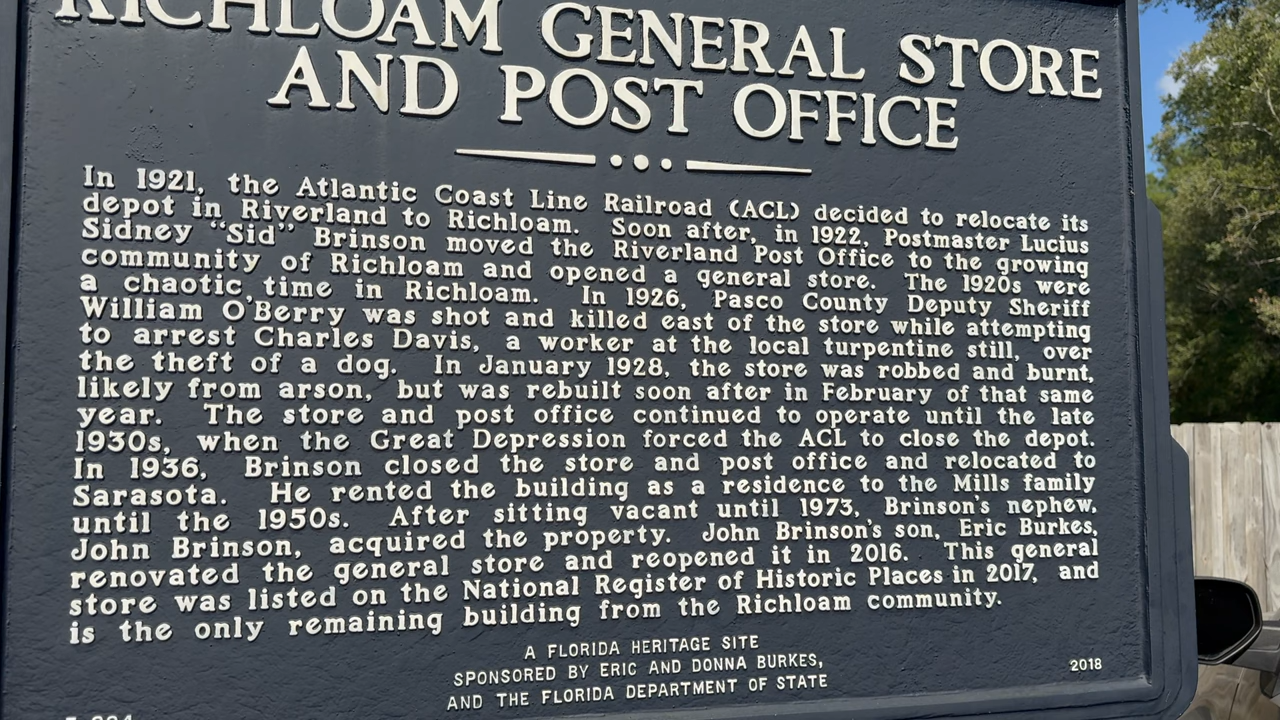 RICHLOAM GENERAL STORE
AND POST OFFICE
In 1921, the Atlantic Coast Line Railroad (ACL) decided to relocate its
depot in Riverland to Richloam. Soon after, in 1922, Postmaster Lucius
Sidney "Sid" Brinson moved the Riverland Post Office to the growing
community of Richloam and opened a general store. The 1920s were
a chaotic time in Richloam. In 1926, Pasco County Deputy Sheriff
William O'Berry was shot and killed east of the store while attempting
to arrest Charles Davis, a worker at the local turpentine still, over
the theft of a dog. In January 1928, the store was robbed and burnt,
likely from arson, but was rebuilt soon after in February of that same
year. The store and post office continued to operate until the late
1930s, when the Great Depression forced the ACL to close the depot.
In 1936, Brinson closed the store and post office and relocated to
Sarasota. He rented the building as a residence to the Mills family
until the 1950s. After sitting vacant until 1973, Brinson's nephew,
John Brinson, acquired the property. John Brinson's son, Eric Burkes,
renovated the general store and reopened it in 2016. This general
store was listed on the National Register of Historic Places in 2017, and
is the only remaining building from the Richloam community.
A FLORIDA HERITAGE SITE
SPONSORED BY ERIC AND DONNA BURKES,
AND THE FLORIDA DEPARTMENT OF STATE
2018